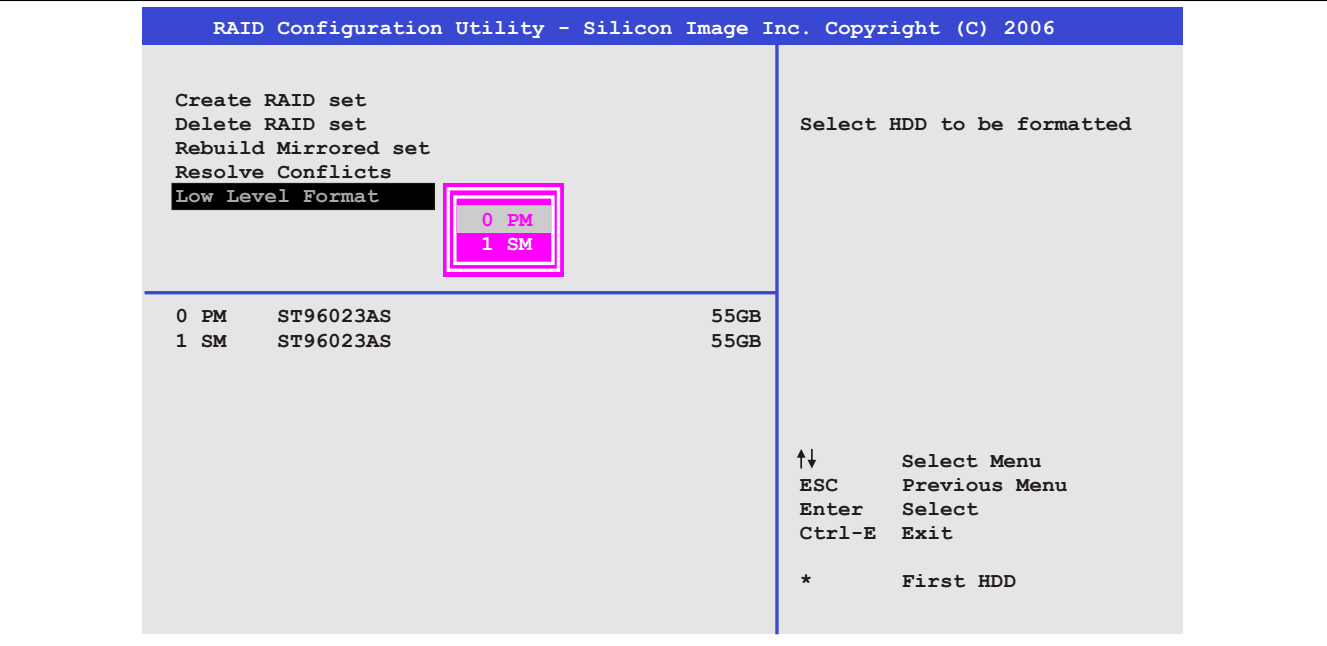 RAID Configuration Utility - Silicon Image Inc. Copyright (C) 2006
Create RAID set
Delete RAID set
Rebuild Mirrored set
Resolve Conflicts
Low Level Format
0 PM
1 SM
Select HDD to be formatted
0 PM ST96023AS 55GB
1 SM ST96023AS 55GB
↑↓ Select Menu
ESC Previous Menu
Enter Select
Ctrl-E Exit
* First HDD